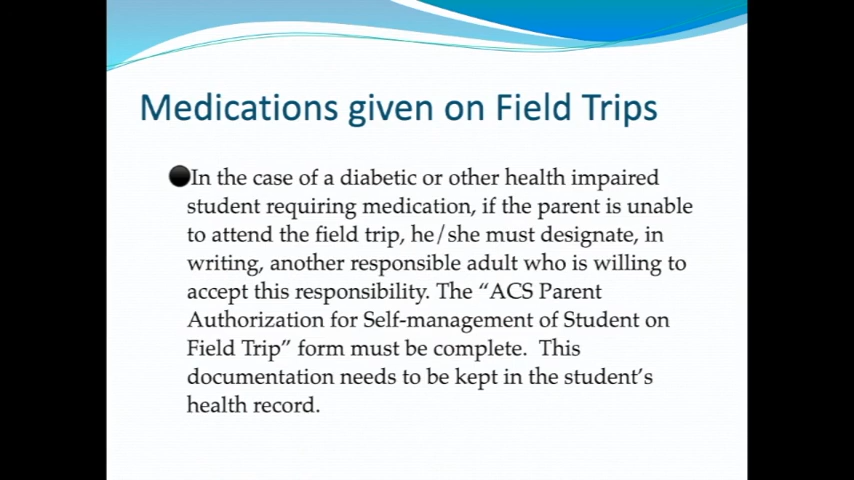 Medications given on Field Trips
In the case of a diabetic or other health impaired
student requiring medication, if the parent is unable
to attend the field trip, he/she must designate, in
writing, another responsible adult who is willing to
accept this responsibility. The “ACS Parent
Authorization for Self-management of Student on
Field Trip” form must be complete.  This
documentation needs to be kept in the student’s
health record.